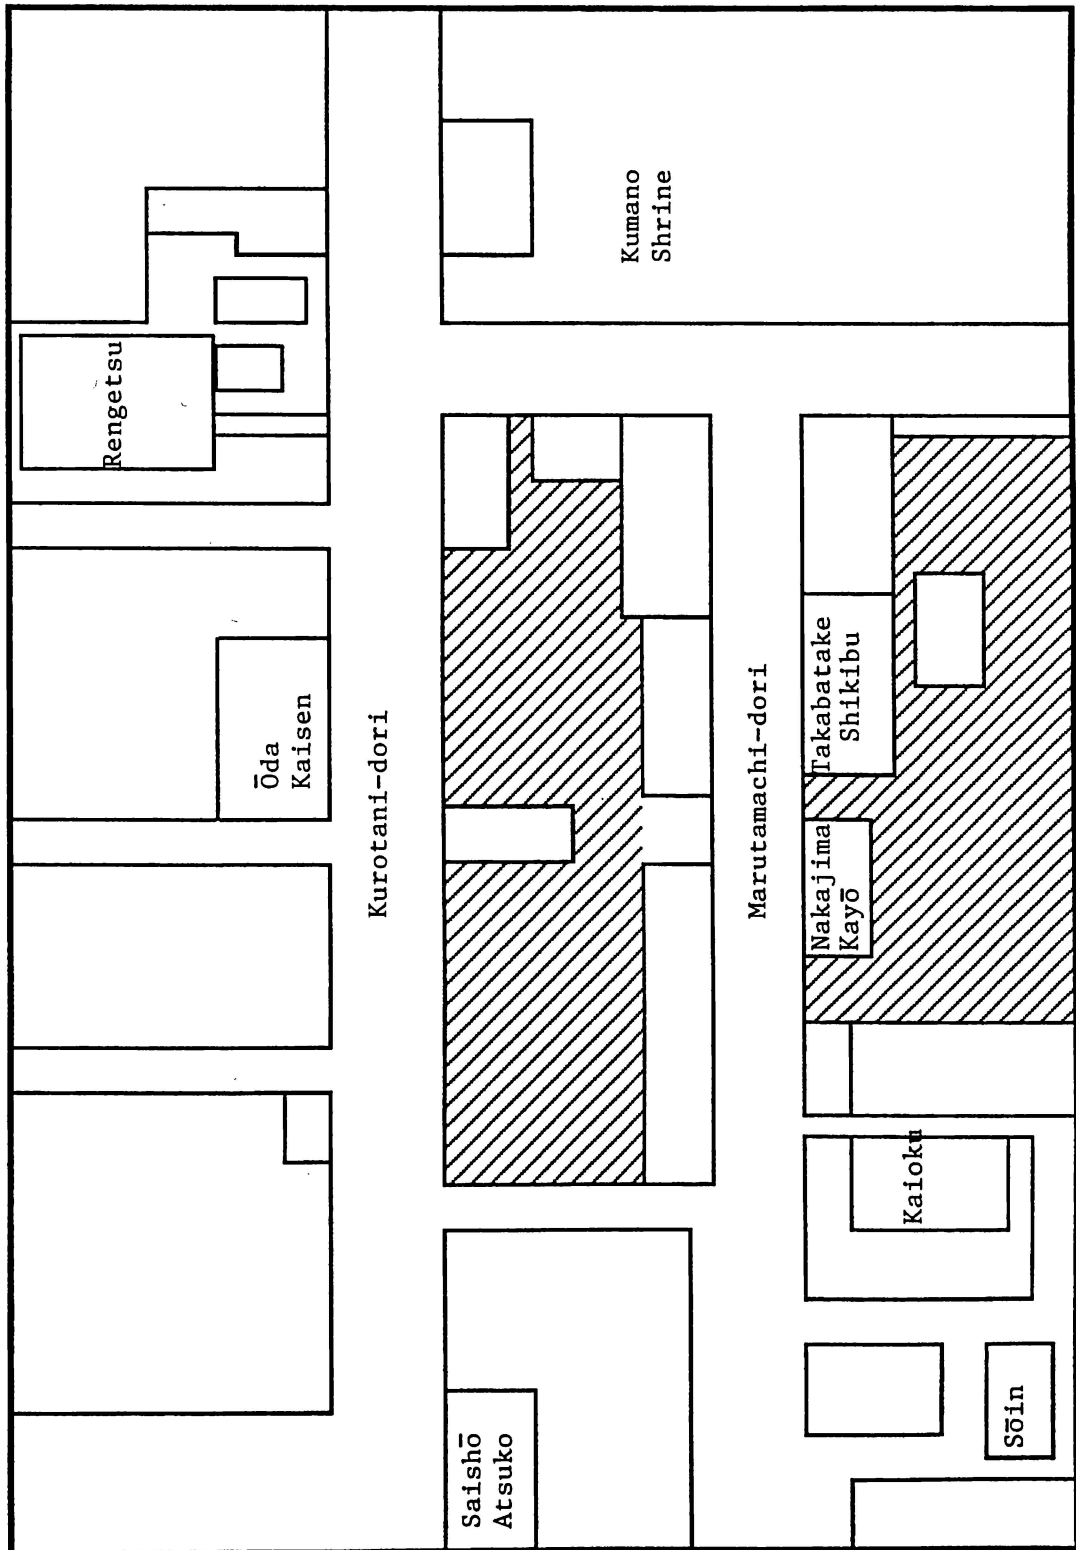 Rengetsu
Kumano
Shrine
Ōda
Kaisen
Kurotani-dori
Marutamachi-dori
Takabatake
Shikibu
Nakajima
Kayō
Saishō
Atsuko
Kaioku
Sōin